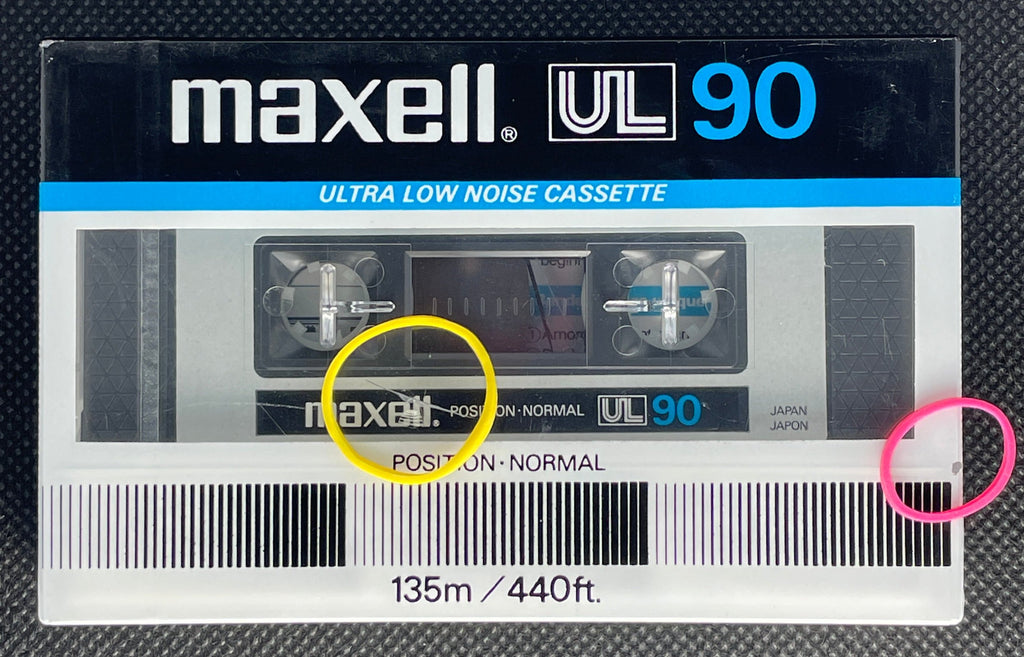 maxell® UL 90
ULTRA LOW NOISE CASSETTE
maxell. POSITION·NORMAL UL 90
JAPAN
JAPON
POSITION·NORMAL
135m/440ft.